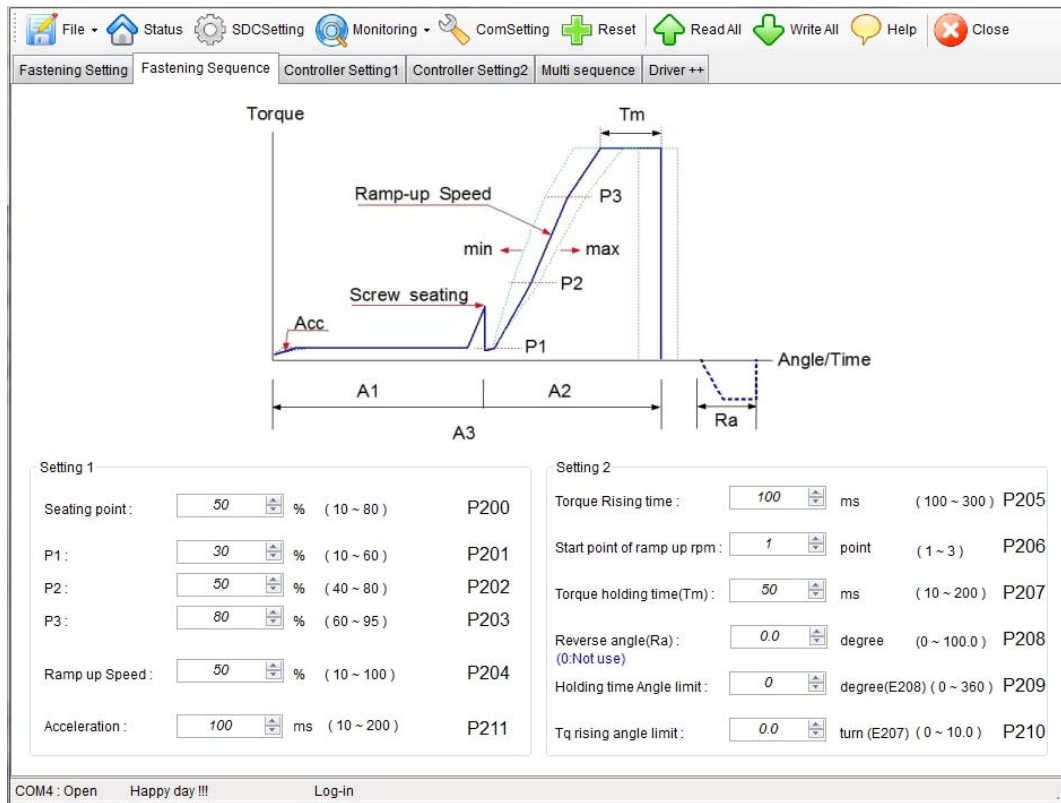 File Status SDCSetting Monitoring ComSetting Reset Read All Write All Help Close
Fastening Setting Fastening Sequence Controller Setting1 Controller Setting2 Multi sequence Driver ++
Torque
Tm
Ramp-up Speed
P3
min max
P2
Screw seating
Acc
P1
Angle/Time
A1 A2
Ra
A3
Setting 1
Seating point : 50 % ( 10 ~ 80 ) P200
P1 : 30 % ( 10 ~ 60 ) P201
P2 : 50 % ( 40 ~ 80 ) P202
P3 : 80 % ( 60 ~ 95 ) P203
Ramp up Speed : 50 % ( 10 ~ 100 ) P204
Acceleration : 100 ms ( 10 ~ 200 ) P211
Setting 2
Torque Rising time : 100 ms ( 100 ~ 300 ) P205
Start point of ramp up rpm : 1 point ( 1 ~ 3 ) P206
Torque holding time(Tm) : 50 ms ( 10 ~ 200 ) P207
Reverse angle(Ra) : 0.0 degree (0 ~ 100.0 ) P208
(0:Not use)
Holding time Angle limit : 0 degree(E208) ( 0 ~ 360 ) P209
Tq rising angle limit : 0.0 turn (E207) ( 0 ~ 10.0 ) P210
COM4 : Open Happy day !!! Log-in